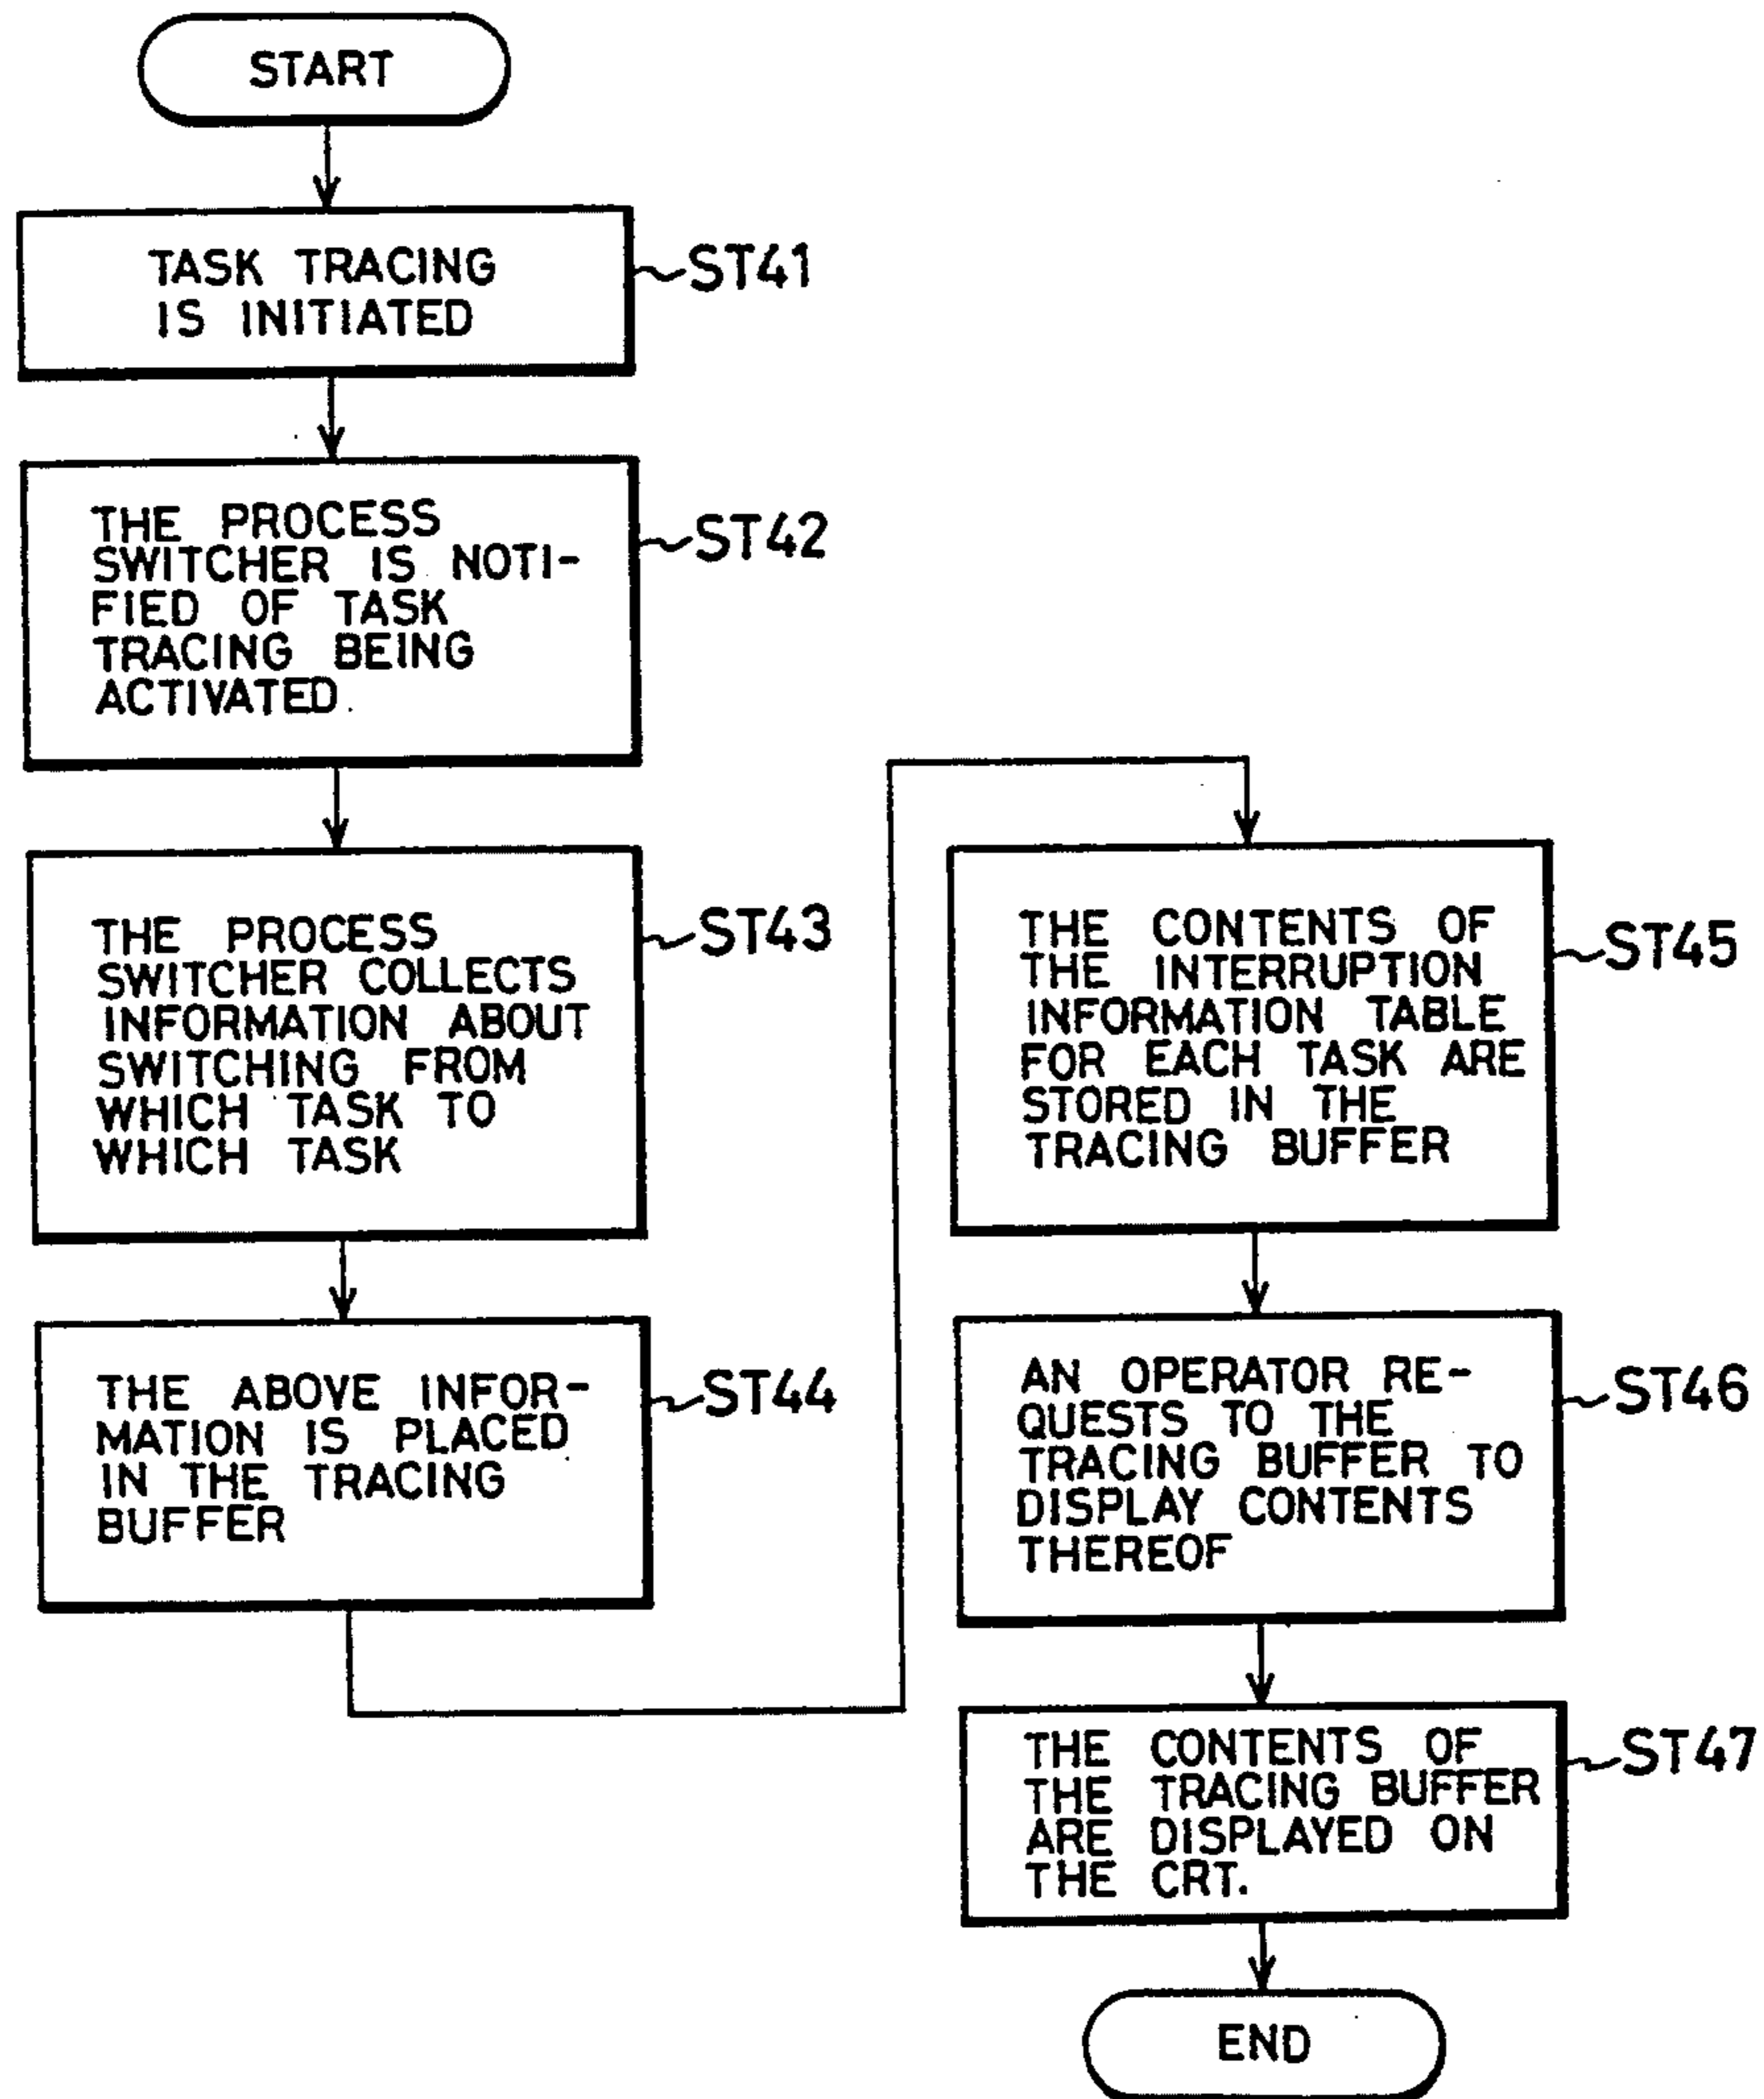 START
TASK TRACING
IS INITIATED
ST41
THE PROCESS
SWITCHER IS NOTI-
FIED OF TASK
TRACING BEING
ACTIVATED
ST42
THE PROCESS
SWITCHER COLLECTS
INFORMATION ABOUT
SWITCHING FROM
WHICH TASK TO
WHICH TASK
ST43
THE ABOVE INFOR-
MATION IS PLACED
IN THE TRACING
BUFFER
ST44
THE CONTENTS OF
THE INTERRUPTION
INFORMATION TABLE
FOR EACH TASK ARE
STORED IN THE
TRACING BUFFER
ST45
AN OPERATOR RE-
QUESTS TO THE
TRACING BUFFER TO
DISPLAY CONTENTS
THEREOF
ST46
THE CONTENTS OF
THE TRACING BUFFER
ARE DISPLAYED ON
THE CRT.
ST47
END